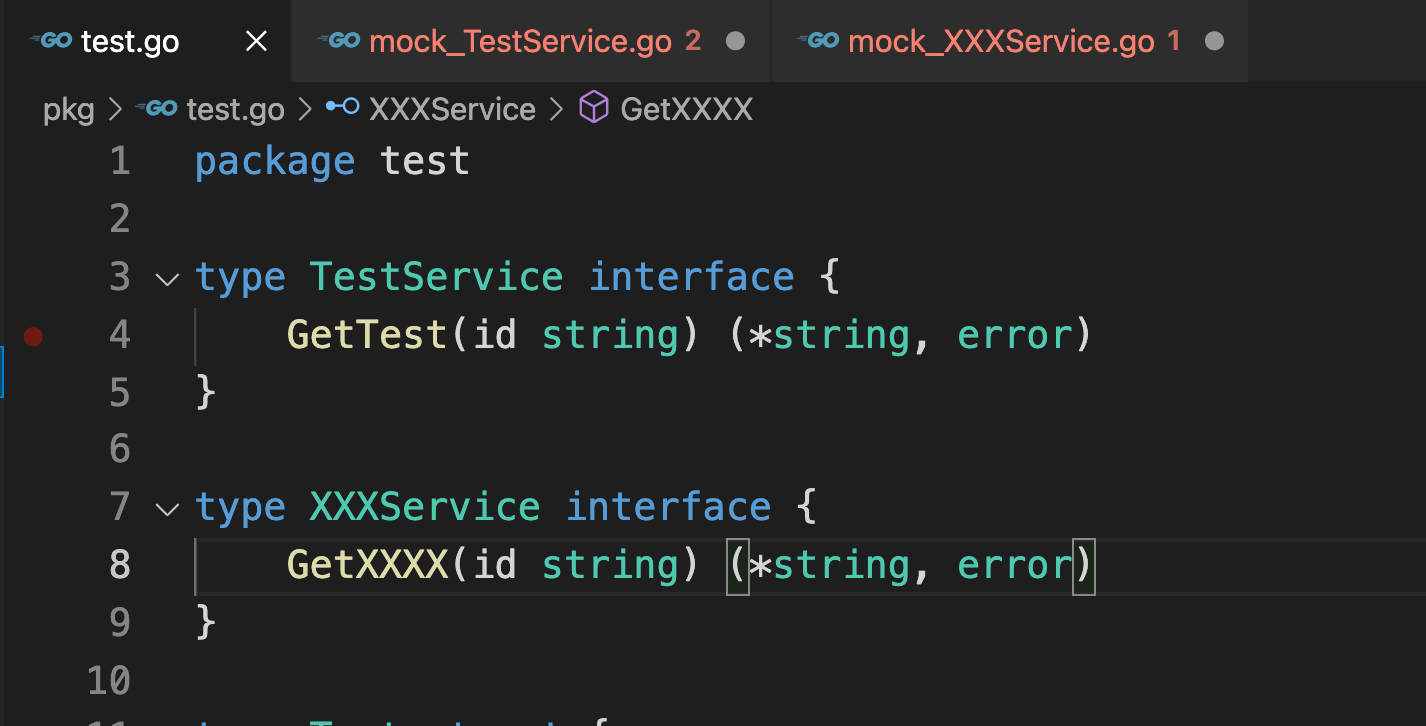 GO test.go GO mock_TestService.go 2 GO mock_XXXService.go 1
pkg > GO test.go > XXXService > GetXXXX
1 package test
2
3 type TestService interface {
4 GetTest(id string) (*string, error)
5 }
6
7 type XXXService interface {
8 GetXXXX(id string) (*string, error)
9 }
10